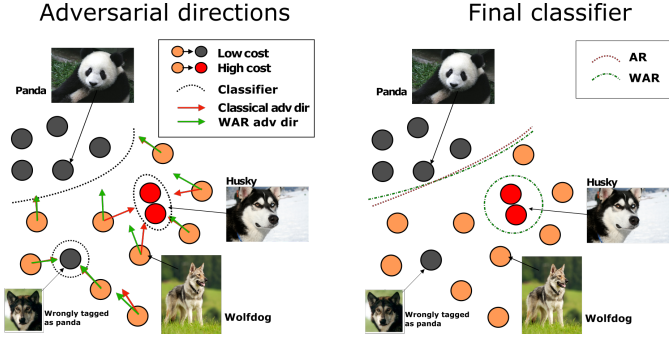 Adversarial directions
Panda
Low cost
High cost
Classifier
Classical adv dir
WAR adv dir
Husky
Wrongly tagged
as panda
Wolfdog
Final classifier
AR
WAR
Panda
Husky
Wrongly tagged
as panda
Wolfdog